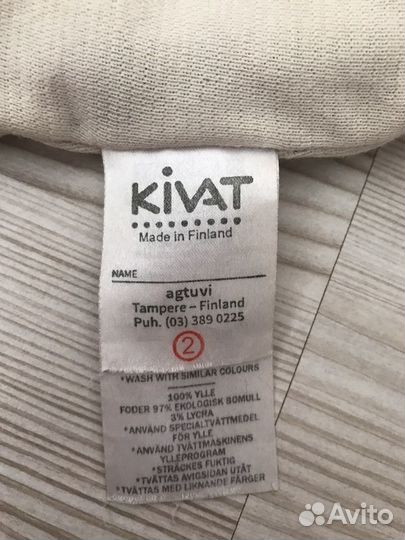 KIVAT
Made in Finland
NAME
agtuvi
Tampere – Finland
Puh. (03) 389 0225
2
*WASH WITH SIMILAR COLOURS
100% YLLE
FODER 97% EKOLOGISK BOMULL
3% LYCRA
*ANVÄND SPECIALTVÄTTMEDEL
FÖR YLLE
*ANVÄND TVÄTTMASKINENS
YLLEPROGRAM
*STRÄCKES FUKTIG
*TVÄTTAS AVIGSIDAN UTÅT
*TVÄTTAS MED LIKNANDE FÄRGER
Avito